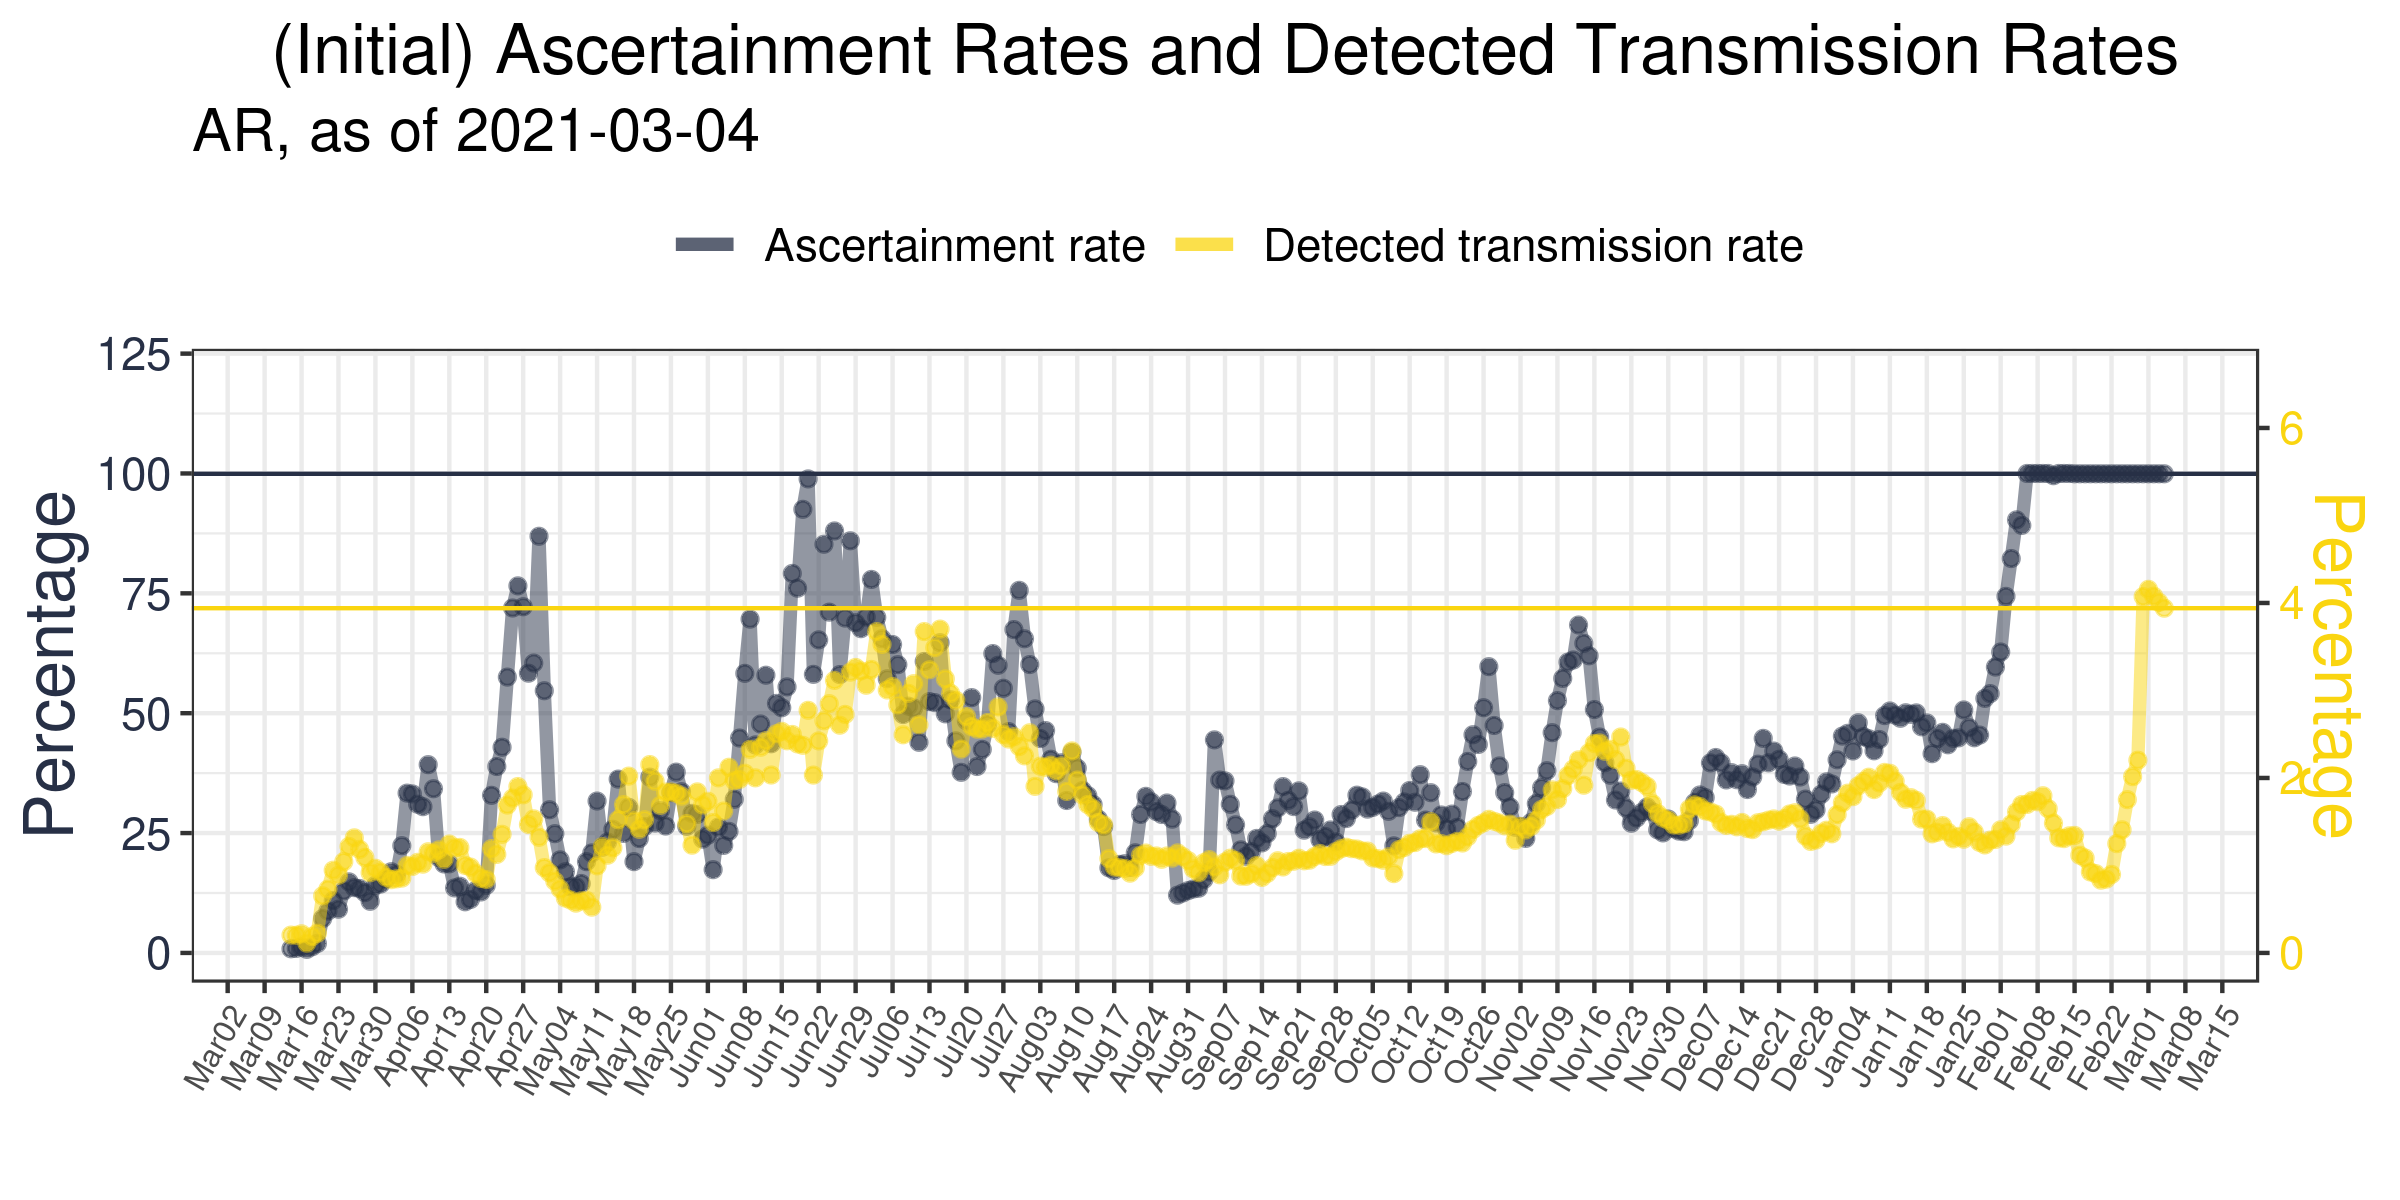 (Initial) Ascertainment Rates and Detected Transmission Rates
AR, as of 2021-03-04
Ascertainment rate
Detected transmission rate
Percentage
125
100
75
50
25
0
6
4
2
0
Percentage
Mar02
Mar09
Mar16
Mar23
Mar30
Apr06
Apr13
Apr20
Apr27
May04
May11
May18
May25
Jun01
Jun08
Jun15
Jun22
Jun29
Jul06
Jul13
Jul20
Jul27
Aug03
Aug10
Aug17
Aug24
Aug31
Sep07
Sep14
Sep21
Sep28
Oct05
Oct12
Oct19
Oct26
Nov02
Nov09
Nov16
Nov23
Nov30
Dec07
Dec14
Dec21
Dec28
Jan04
Jan11
Jan18
Jan25
Feb01
Feb08
Feb15
Feb22
Mar01
Mar08
Mar15